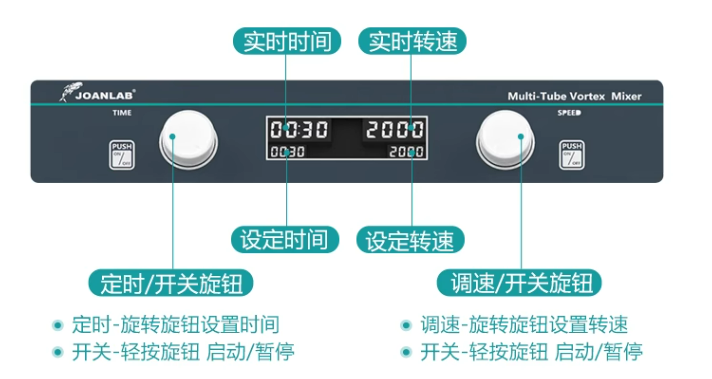 实时时间 实时转速
JOANLAB®
Multi-Tube Vortex Mixer
TIME
SPEED
00:30 2000
00:30 2000
PUSH
ON/OFF
PUSH
ON/OFF
设定时间 设定转速
定时/开关旋钮
调速/开关旋钮
定时-旋转旋钮设置时间
开关-轻按旋钮 启动/暂停
调速-旋转旋钮设置转速
开关-轻按旋钮 启动/暂停